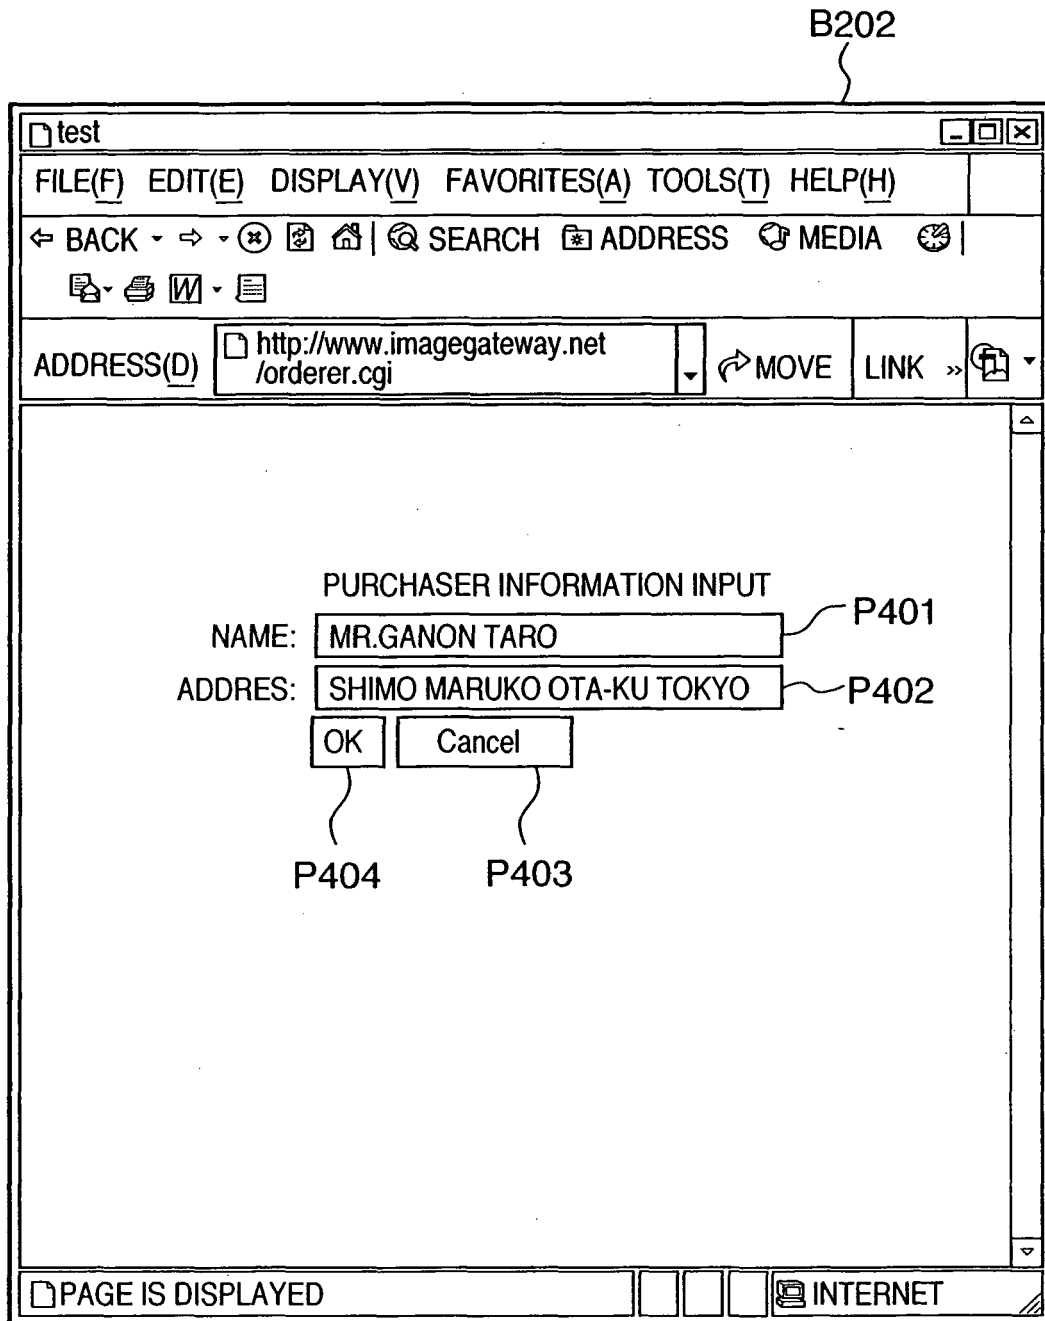 B202
test
FILE(F) EDIT(E) DISPLAY(V) FAVORITES(A) TOOLS(T) HELP(H)
BACK SEARCH ADDRESS MEDIA
W
ADDRESS(D) http://www.imagegateway.net
/orderer.cgi
MOVE LINK »
PURCHASER INFORMATION INPUT
NAME: MR.GANON TARO P401
ADDRES: SHIMO MARUKO OTA-KU TOKYO P402
OK Cancel
P404 P403
PAGE IS DISPLAYED INTERNET